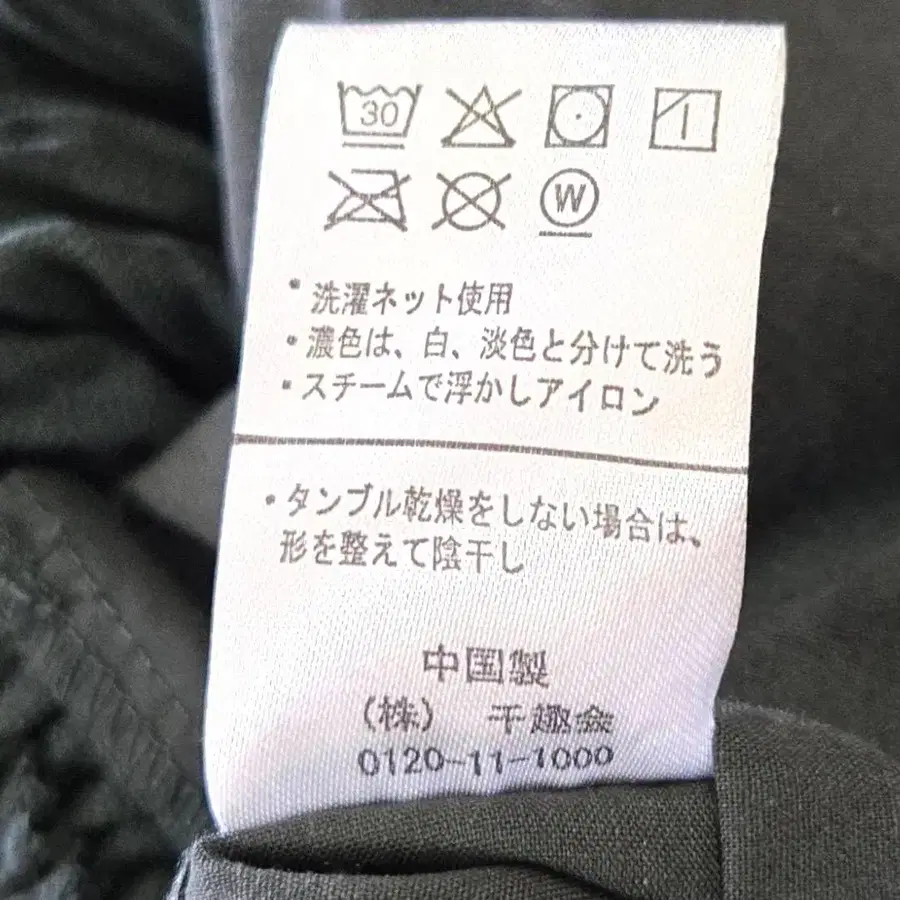 30
W
・洗濯ネット使用
・濃色は、白、淡色と分けて洗う
・スチームで浮かしアイロン
・タンブル乾燥をしない場合は、
形を整えて陰干し
中国製
(株) 千趣会
0120-11-1000